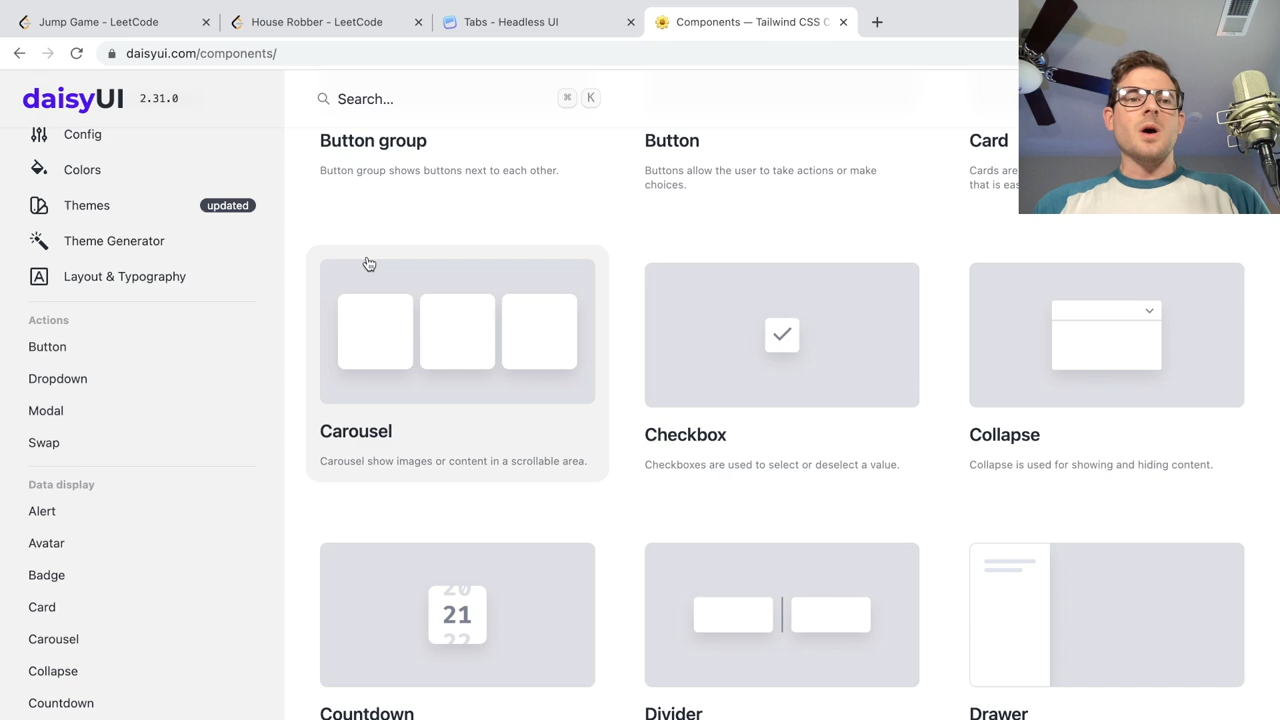 Jump Game - LeetCode
House Robber - LeetCode
Tabs - Headless UI
Components — Tailwind CSS C
daisyui.com/components/
daisyUI 2.31.0
Search...
⌘ K
Config
Colors
Themes updated
Theme Generator
Layout & Typography
Actions
Button
Dropdown
Modal
Swap
Data display
Alert
Avatar
Badge
Card
Carousel
Collapse
Countdown
Button group
Button group shows buttons next to each other.
Button
Buttons allow the user to take actions or make
choices.
Card
Cards are
that is eas
Carousel
Carousel show images or content in a scrollable area.
Checkbox
Checkboxes are used to select or deselect a value.
Collapse
Collapse is used for showing and hiding content.
20
21
22
Countdown
Divider
Drawer